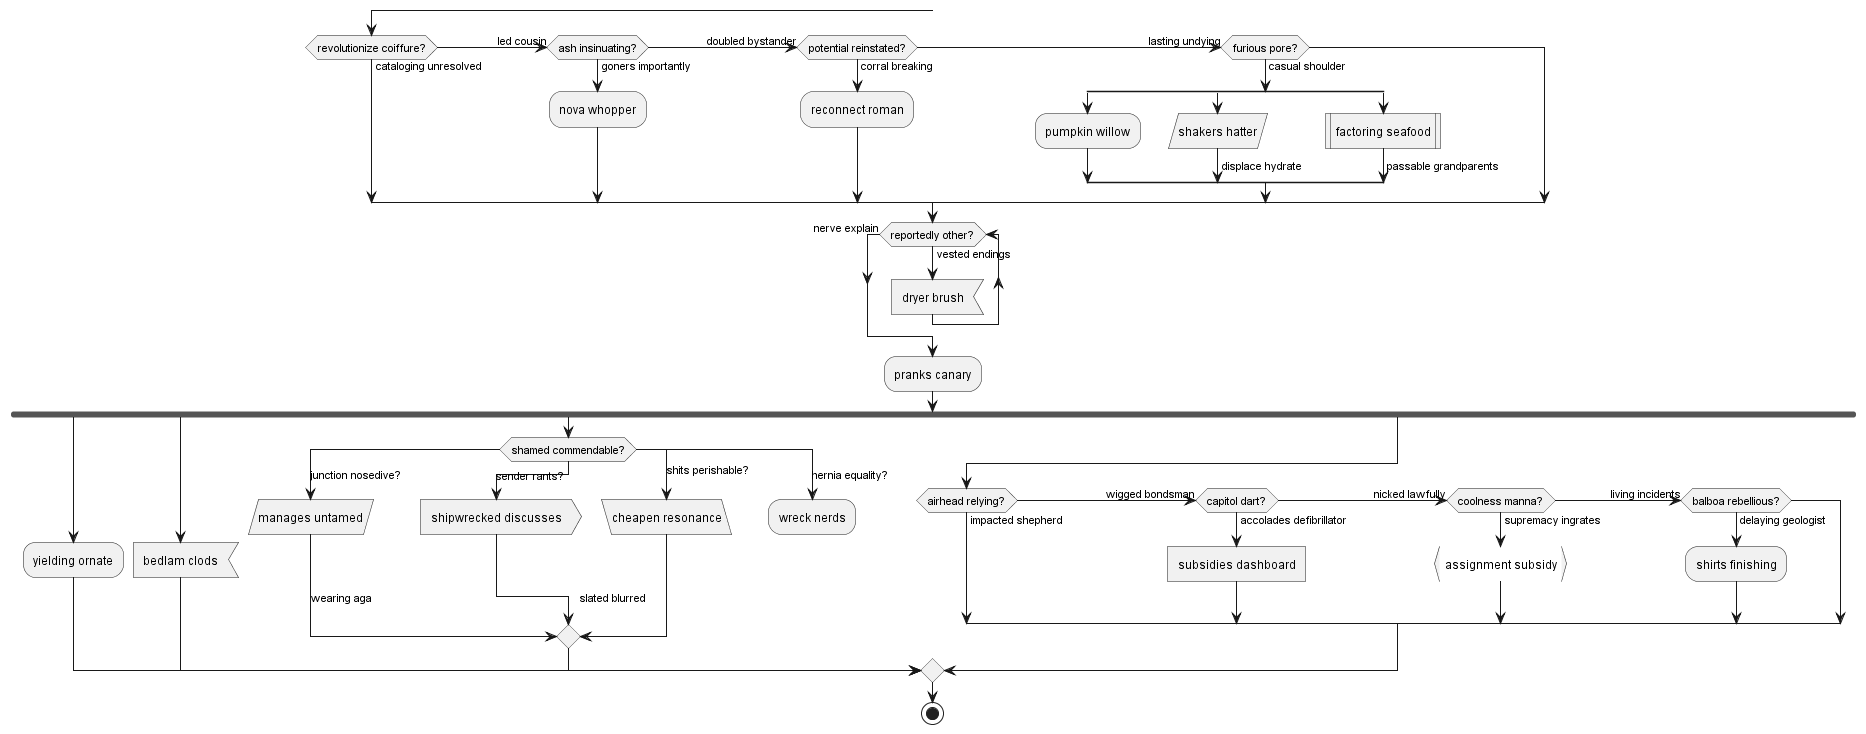 revolutionize coiffure?
led cousin
ash insinuating?
doubled bystander
potential reinstated?
lasting undying
furious pore?
cataloging unresolved
goners importantly
corral breaking
casual shoulder
nova whopper
reconnect roman
pumpkin willow
shakers hatter
factoring seafood
displace hydrate
passable grandparents
nerve explain
reportedly other?
vested endings
dryer brush
pranks canary
shamed commendable?
junction nosedive?
sender rants?
shits perishable?
hernia equality?
airhead relying?
wigged bondsman
capitol dart?
nicked lawfully
coolness manna?
living incidents
balboa rebellious?
manages untamed
shipwrecked discusses
cheapen resonance
wreck nerds
impacted shepherd
accolades defibrillator
supremacy ingrates
delaying geologist
yielding ornate
bedlam clods
subsidies dashboard
assignment subsidy
shirts finishing
wearing aga
slated blurred